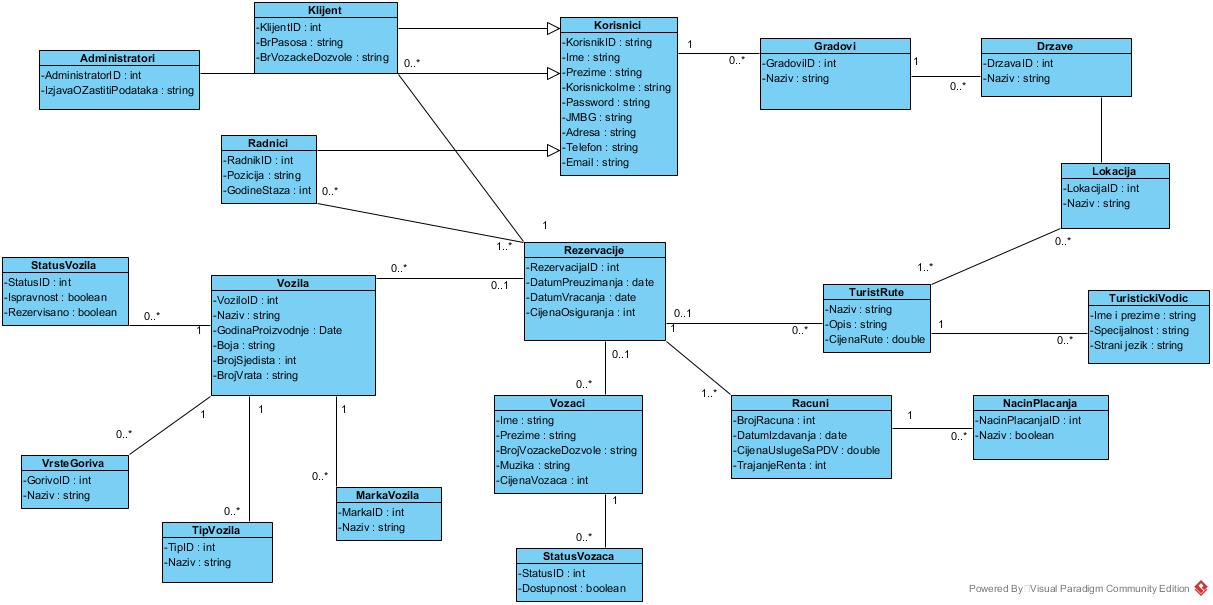 Klijent
-KlijentID : int
-BrPasosa : string
-BrVozackeDozvole : string
Korisnici
-KorisnikID : string
-Ime : string
-Prezime : string
-KorisnickoIme : string
-Password : string
-JMBG : string
-Adresa : string
-Telefon : string
-Email : string
Gradovi
-GradoviID : int
-Naziv : string
Drzave
-DrzavaID : int
-Naziv : string
Administratori
-AdministratorID : int
-IzjavaOZastitiPodataka : string
1
0..*
1
0..*
0..*
Radnici
-RadnikID : int
-Pozicija : string
-GodineStaza : int
0..*
Lokacija
-LokacijaID : int
-Naziv : string
0..*
1..*
1
1..*
Rezervacije
-RezervacijaID : int
-DatumPreuzimanja : date
-DatumVracanja : date
-CijenaOsiguranja : int
StatusVozila
-StatusID : int
-Ispravnost : boolean
-Rezervisano : boolean
0..*
1
Vozila
-VoziloID : int
-Naziv : string
-GodinaProizvodnje : Date
-Boja : string
-BrojSjedista : int
-BrojVrata : string
0..*
0..1
TuristRute
-Naziv : string
-Opis : string
-CijenaRute : double
0..1
1
0..*
TuristickiVodic
-Ime i prezime : string
-Specijalnost : string
-Strani jezik : string
1
0..*
0..1
0..*
1..*
Vozaci
-Ime : string
-Prezime : string
-BrojVozackeDozvole : string
-Muzika : string
-CijenaVozaca : int
Racuni
-BrojRacuna : int
-DatumIzdavanja : date
-CijenaUslugeSaPDV : double
-TrajanjeRenta : int
1
0..*
NacinPlacanja
-NacinPlacanjaID : int
-Naziv : boolean
1
1
1
0..*
0..*
0..*
VrsteGoriva
-GorivoID : int
-Naziv : string
TipVozila
-TipID : int
-Naziv : string
MarkaVozila
-MarkaID : int
-Naziv : string
1
0..*
StatusVozaca
-StatusID : int
-Dostupnost : boolean
Powered By Visual Paradigm Community Edition